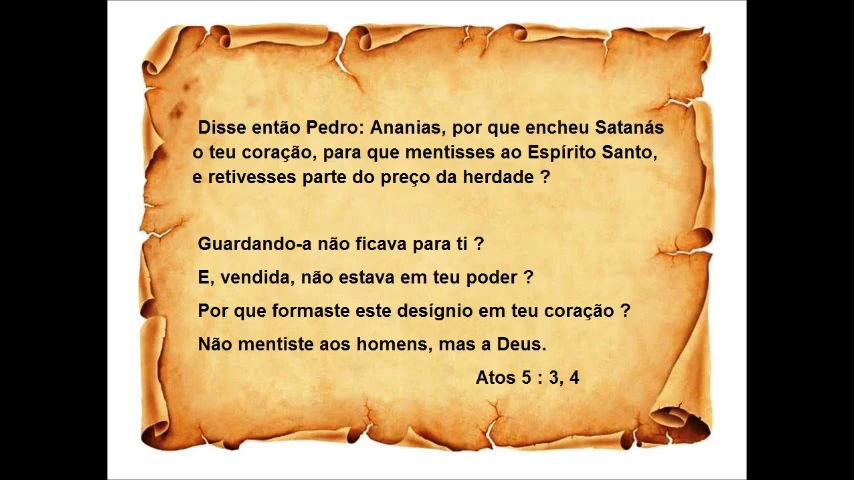 Disse então Pedro: Ananias, por que encheu Satanás
o teu coração, para que mentisses ao Espírito Santo,
e retivesses parte do preço da herdade ?
Guardando-a não ficava para ti ?
E, vendida, não estava em teu poder ?
Por que formaste este desígnio em teu coração ?
Não mentiste aos homens, mas a Deus.
Atos 5 : 3, 4